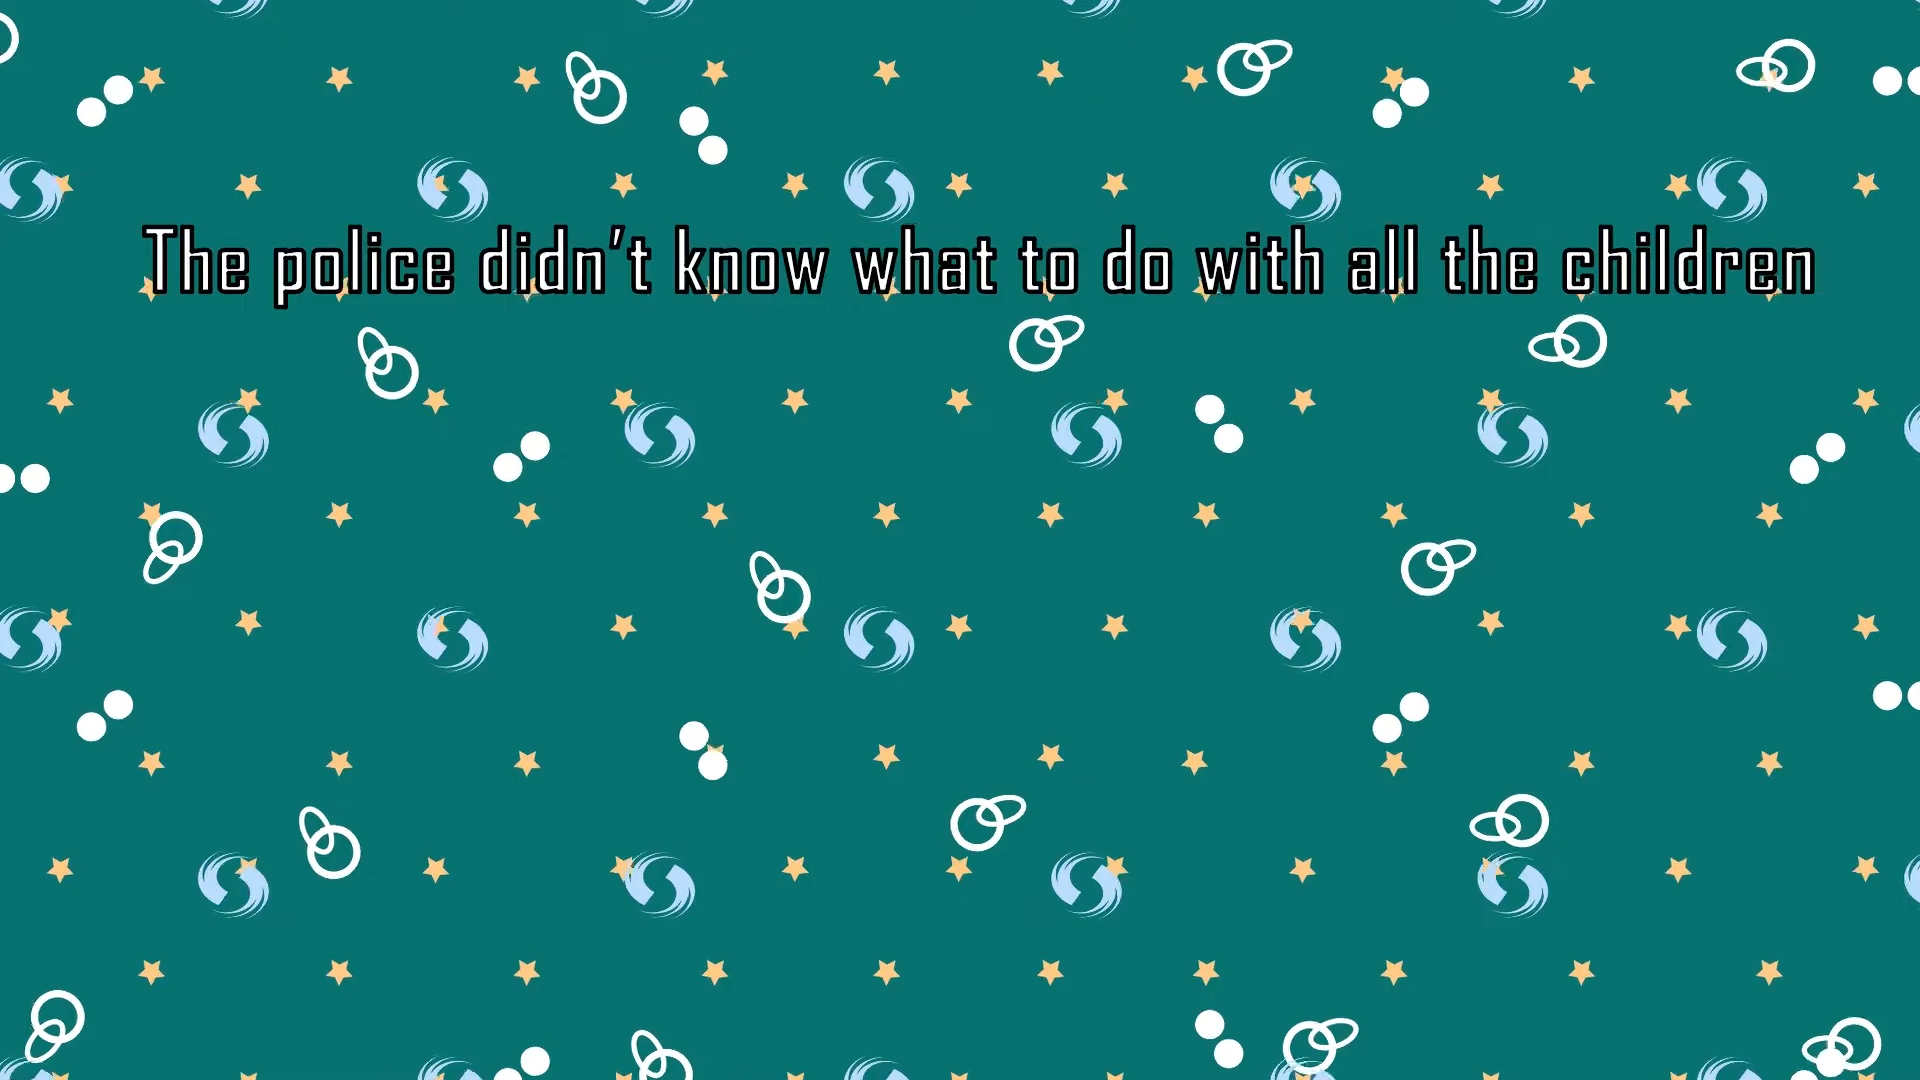 The police didn’t know what to do with all the children